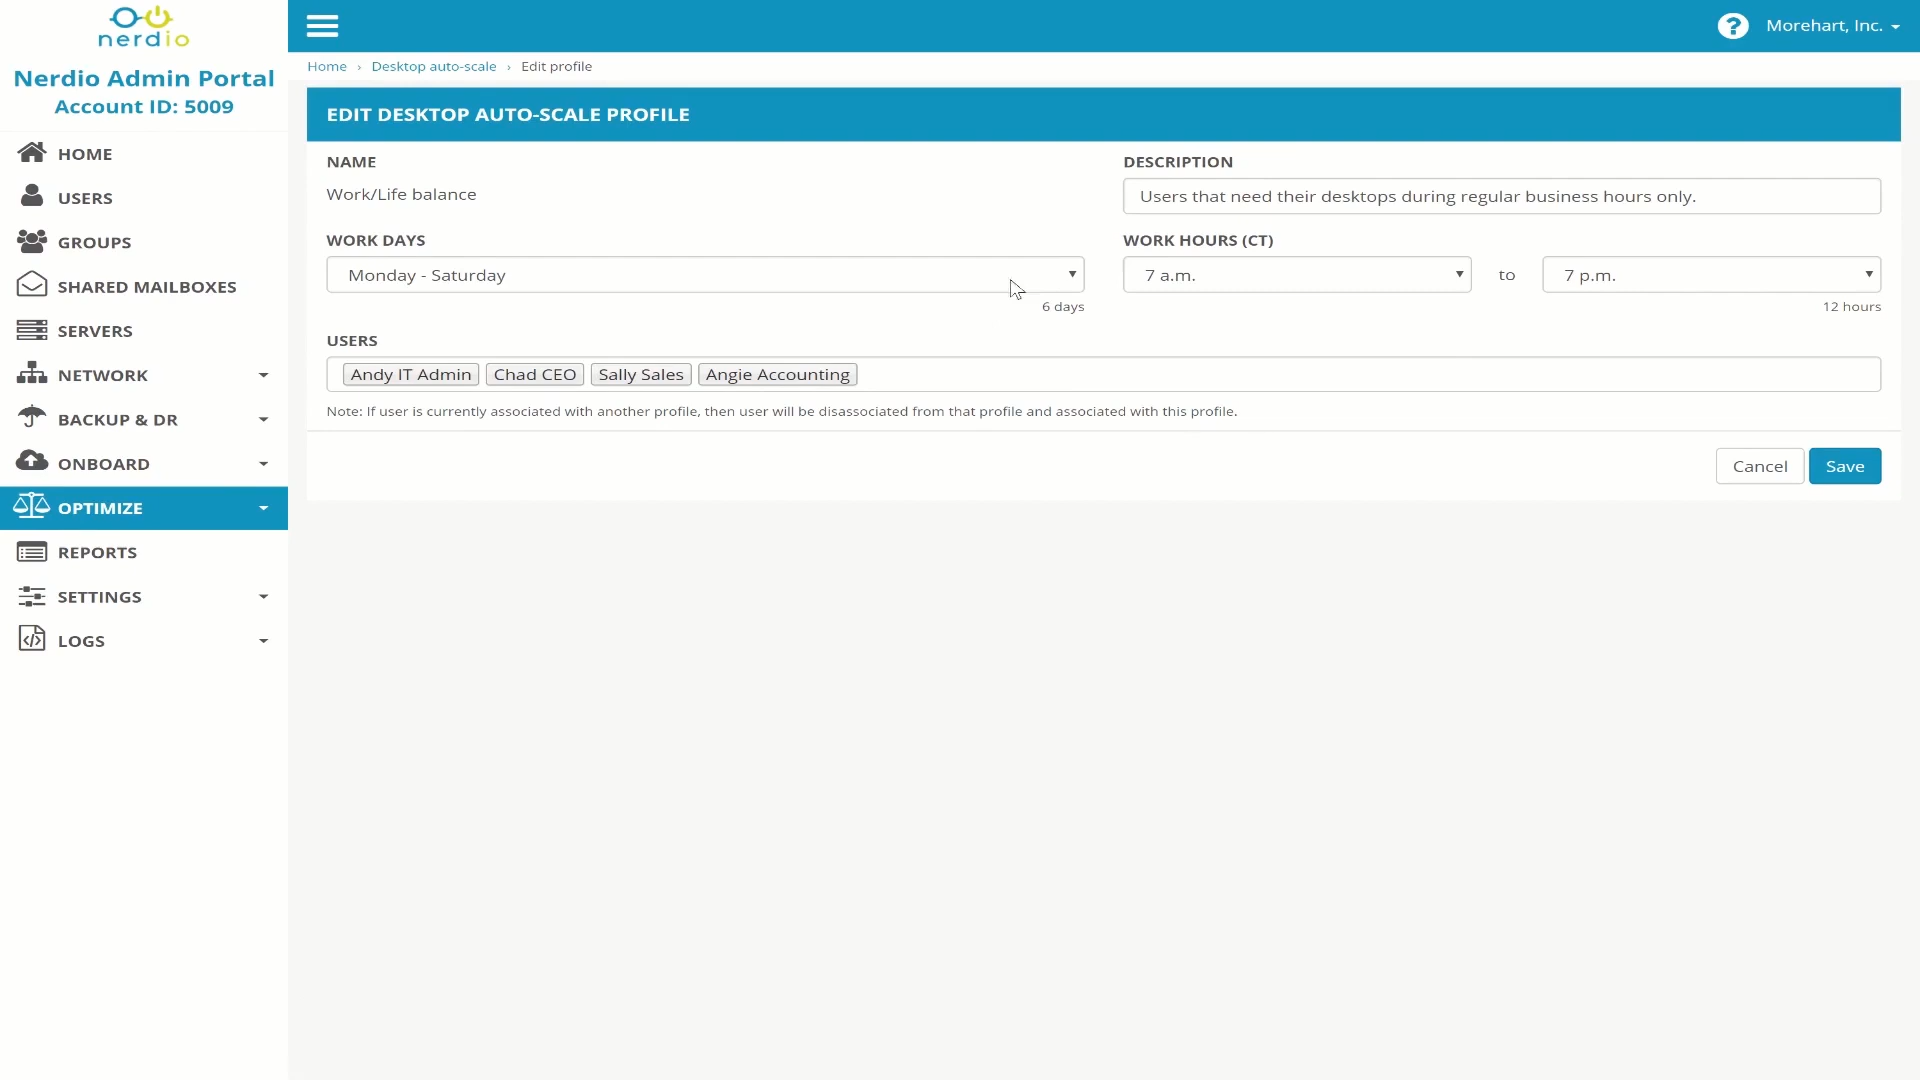 nerdio
Nerdio Admin Portal
Account ID: 5009
HOME
USERS
GROUPS
SHARED MAILBOXES
SERVERS
NETWORK
BACKUP & DR
ONBOARD
OPTIMIZE
REPORTS
SETTINGS
LOGS
? Morehart, Inc.
Home › Desktop auto-scale › Edit profile
EDIT DESKTOP AUTO-SCALE PROFILE
NAME
Work/Life balance
DESCRIPTION
Users that need their desktops during regular business hours only.
WORK DAYS
Monday - Saturday
6 days
WORK HOURS (CT)
7 a.m. to 7 p.m.
12 hours
USERS
Andy IT Admin Chad CEO Sally Sales Angie Accounting
Note: If user is currently associated with another profile, then user will be disassociated from that profile and associated with this profile.
Cancel Save